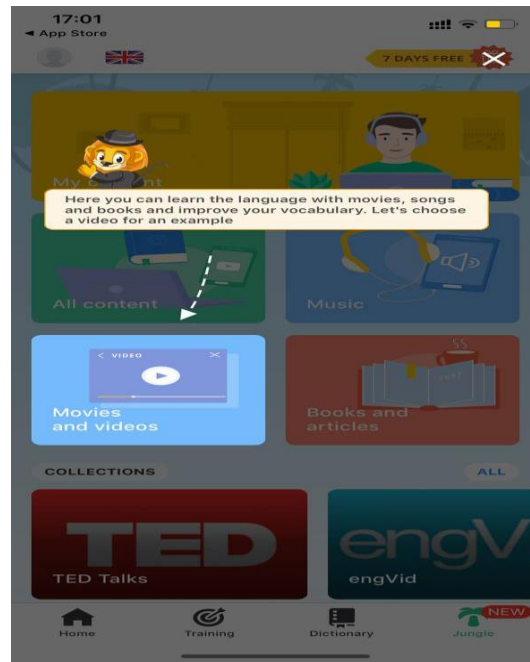 17:01
◀ App Store
7 DAYS FREE
My content
Here you can learn the language with movies, songs
and books and improve your vocabulary. Let's choose
a video for an example
All content
Music
< VIDEO
Movies
and videos
Books and
articles
COLLECTIONS
ALL
TED
TED Talks
engV
engVid
NEW
Home
Training
Dictionary
Jungle